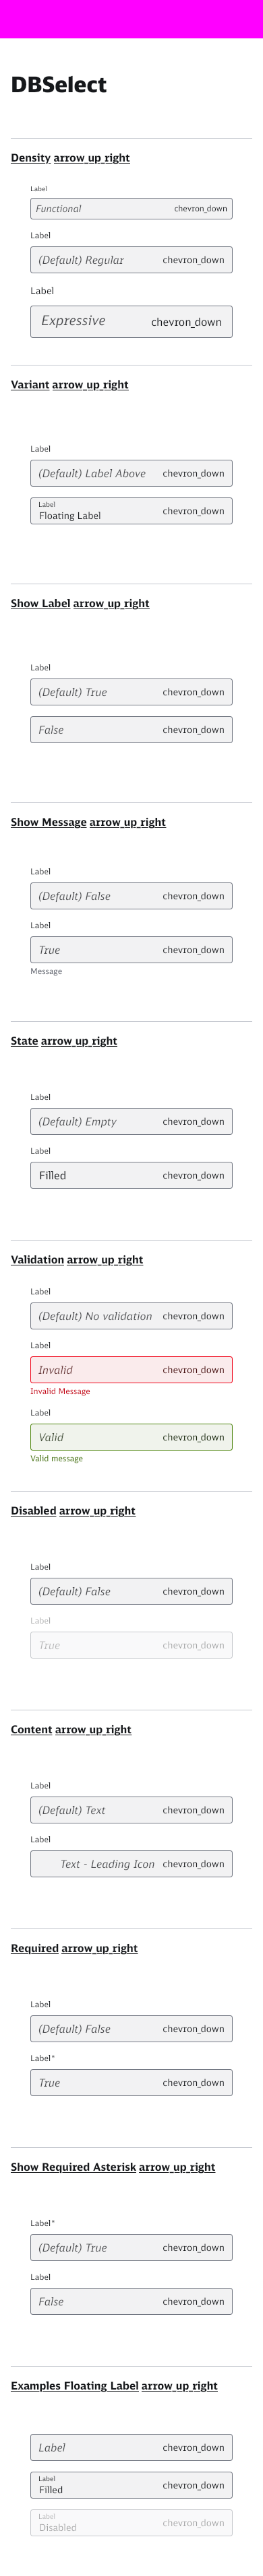 DBSelect
Density arrow_up_right
Label
Functional chevron_down
Label
(Default) Regular chevron_down
Label
Expressive chevron_down
Variant arrow_up_right
Label
(Default) Label Above chevron_down
Label
Floating Label chevron_down
Show Label arrow_up_right
Label
(Default) True chevron_down
False chevron_down
Show Message arrow_up_right
Label
(Default) False chevron_down
Label
True chevron_down
Message
State arrow_up_right
Label
(Default) Empty chevron_down
Label
Filled chevron_down
Validation arrow_up_right
Label
(Default) No validation chevron_down
Label
Invalid chevron_down
Invalid Message
Label
Valid chevron_down
Valid message
Disabled arrow_up_right
Label
(Default) False chevron_down
Label
True chevron_down
Content arrow_up_right
Label
(Default) Text chevron_down
Label
Text - Leading Icon chevron_down
Required arrow_up_right
Label
(Default) False chevron_down
Label*
True chevron_down
Show Required Asterisk arrow_up_right
Label*
(Default) True chevron_down
Label
False chevron_down
Examples Floating Label arrow_up_right
Label chevron_down
Label
Filled chevron_down
Label
Disabled chevron_down